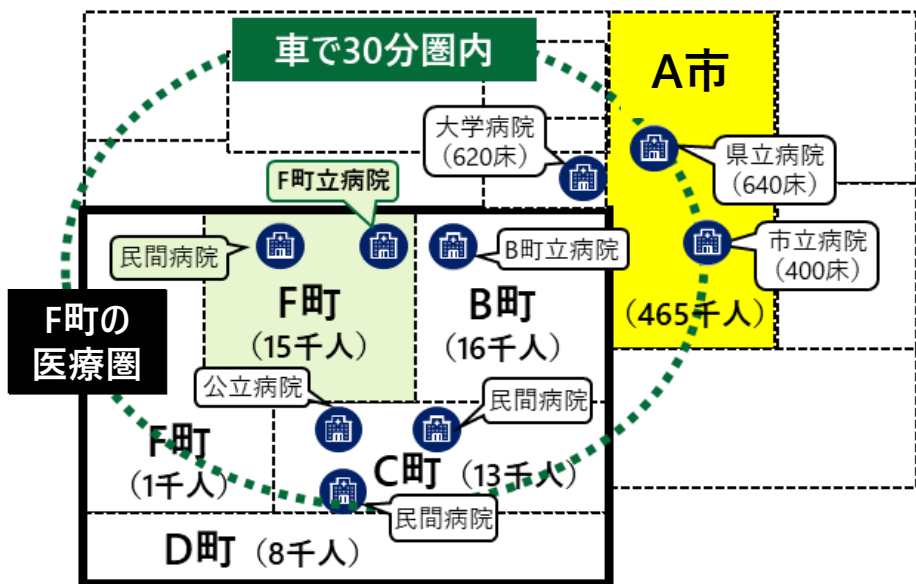 車で30分圏内
A市
大学病院
（620床）
県立病院
（640床）
F町立病院
民間病院
B町立病院
市立病院
（400床）
F町
（15千人）
B町
（16千人）
（465千人）
F町の
医療圏
公立病院
民間病院
F町
（1千人）
C町（13千人）
民間病院
D町（8千人）